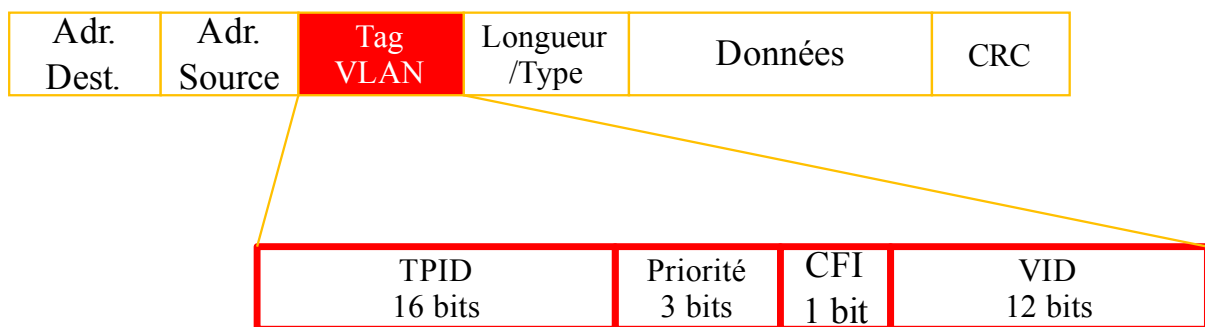 Adr.
Dest.
Adr.
Source
Tag
VLAN
Longueur
/Type
Données
CRC
TPID
16 bits
Priorité
3 bits
CFI
1 bit
VID
12 bits